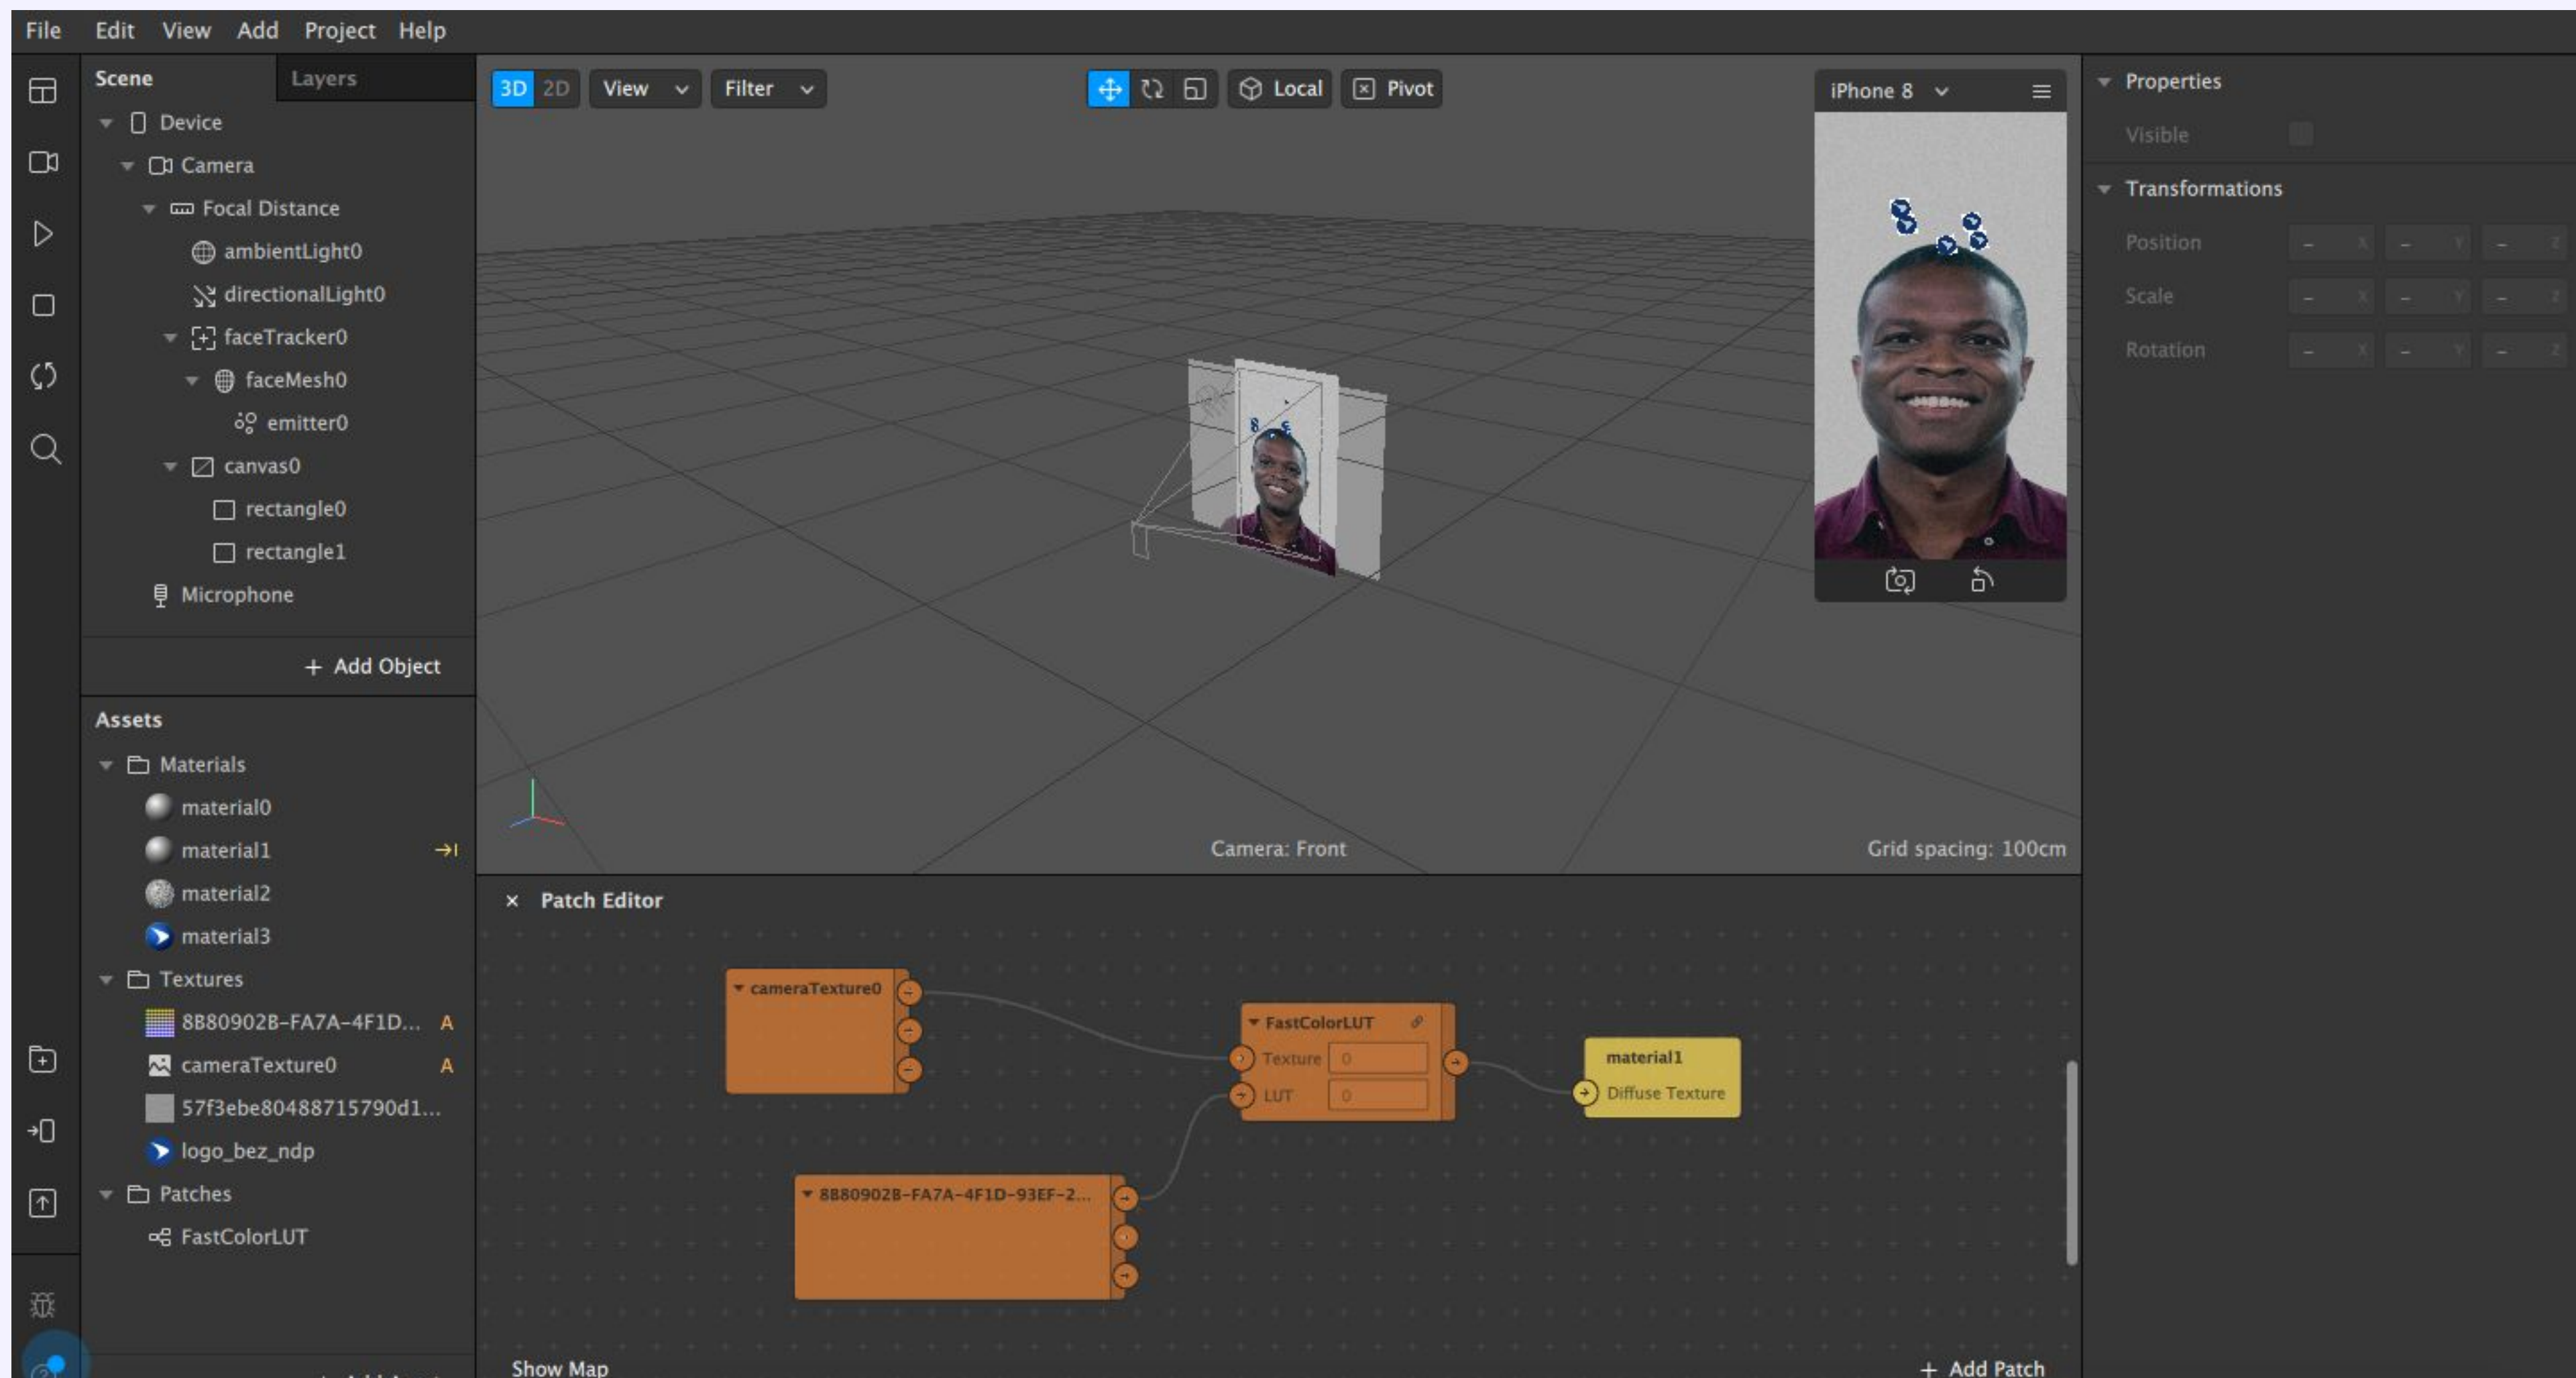 File Edit View Add Project Help
Scene Layers
Device
Camera
Focal Distance
ambientLight0
directionalLight0
faceTracker0
faceMesh0
emitter0
canvas0
rectangle0
rectangle1
Microphone
+ Add Object
Assets
Materials
material0
material1
material2
material3
Textures
8B80902B-FA7A-4F1D... A
cameraTexture0 A
57f3ebe80488715790d1...
logo_bez_ndp
Patches
FastColorLUT
3D 2D View Filter Local Pivot
iPhone 8
Camera: Front Grid spacing: 100cm
× Patch Editor
cameraTexture0
FastColorLUT
Texture 0
LUT 0
material1
Diffuse Texture
8B80902B-FA7A-4F1D-93EF-2...
Show Map + Add Patch
Properties
Visible
Transformations
Position – X – Y – Z
Scale – X – Y – Z
Rotation – X – Y – Z